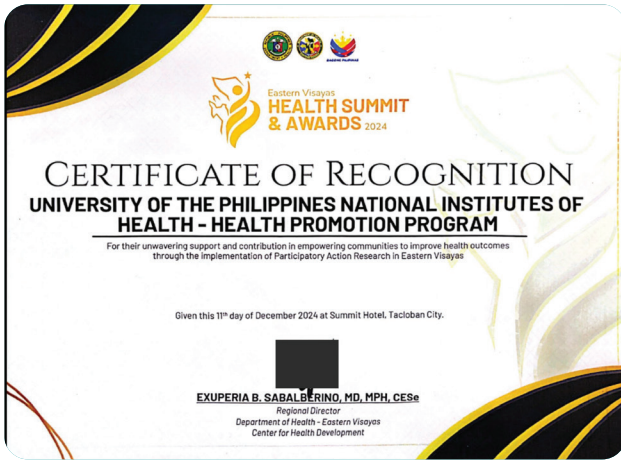 BAGONG PILIPINAS
Eastern Visayas
HEALTH SUMMIT
& AWARDS 2024
CERTIFICATE OF RECOGNITION
UNIVERSITY OF THE PHILIPPINES NATIONAL INSTITUTES OF
HEALTH – HEALTH PROMOTION PROGRAM
For their unwavering support and contribution in empowering communities to improve health outcomes
through the implementation of Participatory Action Research in Eastern Visayas
Given this 11th day of December 2024 at Summit Hotel, Tacloban City.
EXUPERIA B. SABALBERINO, MD, MPH, CESe
Regional Director
Department of Health - Eastern Visayas
Center for Health Development